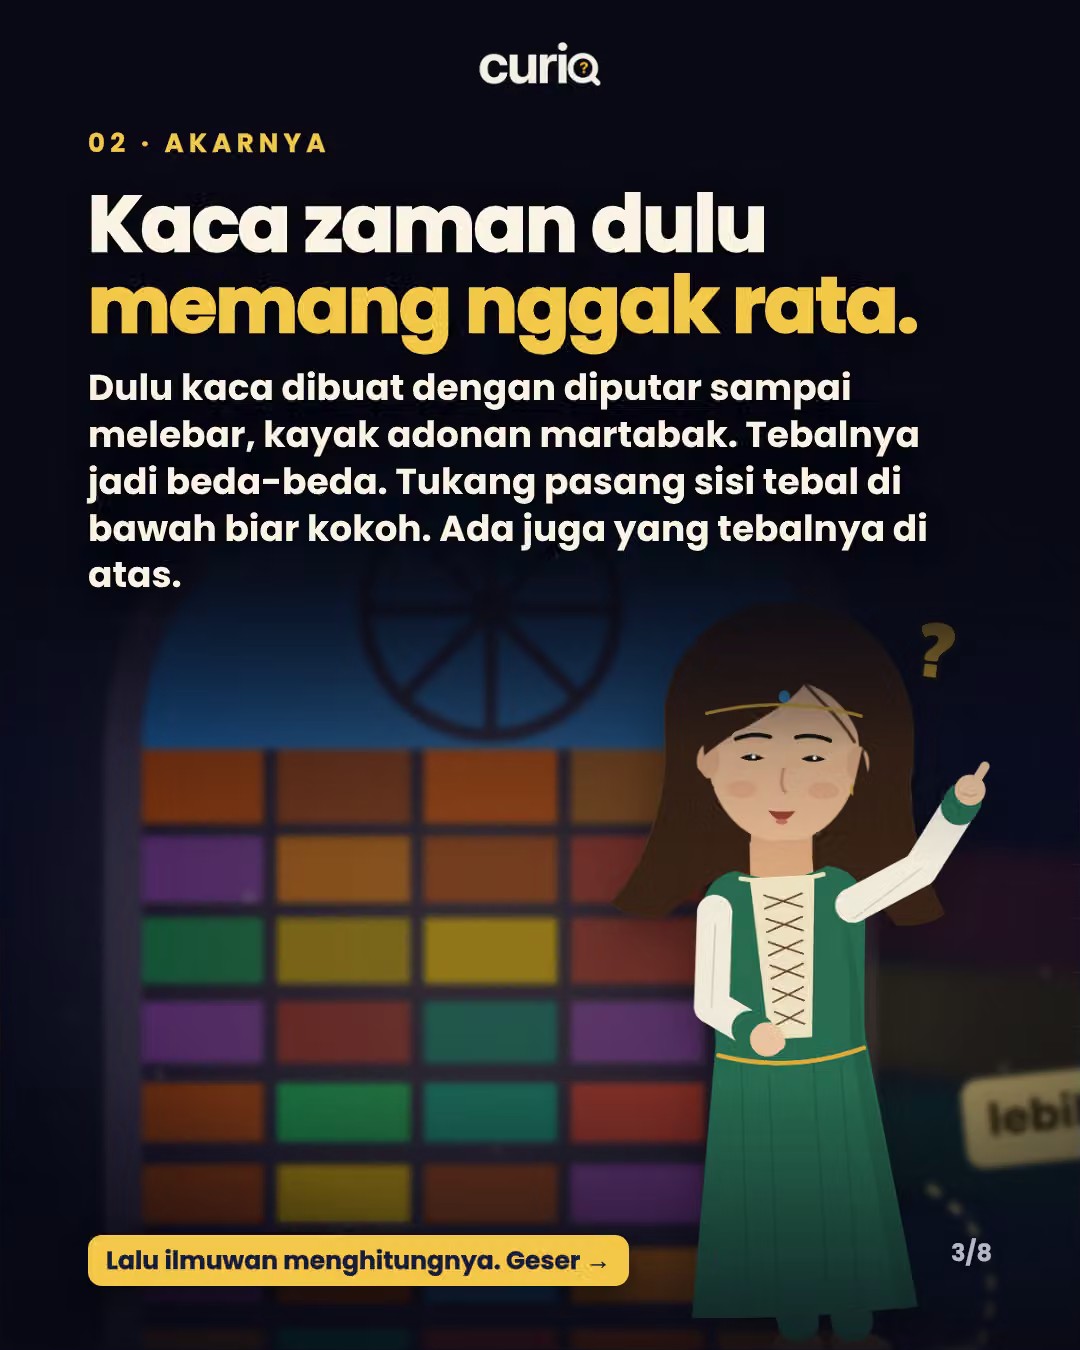 curio
02 · AKARNYA
Kaca zaman dulu
memang nggak rata.
Dulu kaca dibuat dengan diputar sampai
melebar, kayak adonan martabak. Tebalnya
jadi beda-beda. Tukang pasang sisi tebal di
bawah biar kokoh. Ada juga yang tebalnya di
atas.
?
Lalu ilmuwan menghitungnya. Geser →
3/8